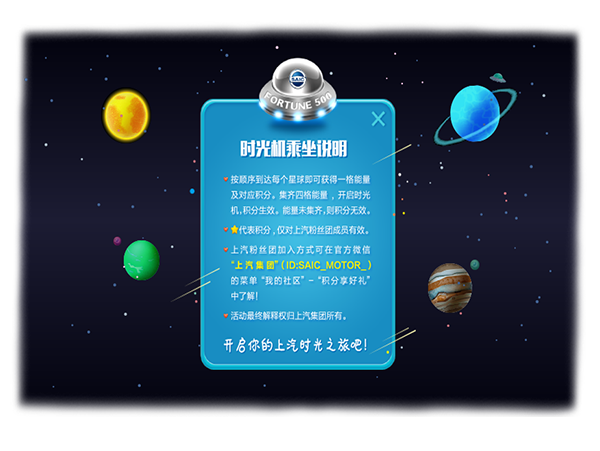 SAIC
FORTUNE 500
时光机乘坐说明
按顺序到达每个星球即可获得一格能量
及对应积分。集齐四格能量，开启时光
机，积分生效。能量未集齐，则积分无效。
代表积分，仅对上汽粉丝团成员有效。
上汽粉丝团加入方式可在官方微信
“上汽集团”（ID:SAIC_MOTOR_）
的菜单“我的社区”－“积分享好礼”
中了解！
活动最终解释权归上汽集团所有。
开启你的上汽时光之旅吧！